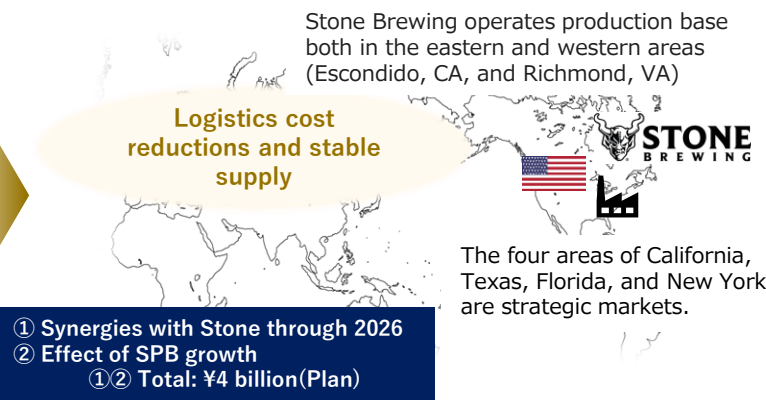 Stone Brewing operates production base
both in the eastern and western areas
(Escondido, CA, and Richmond, VA)
Logistics cost
reductions and stable
supply
STONE
BREWING
The four areas of California,
Texas, Florida, and New York
are strategic markets.
① Synergies with Stone through 2026
② Effect of SPB growth
①② Total: ¥4 billion(Plan)